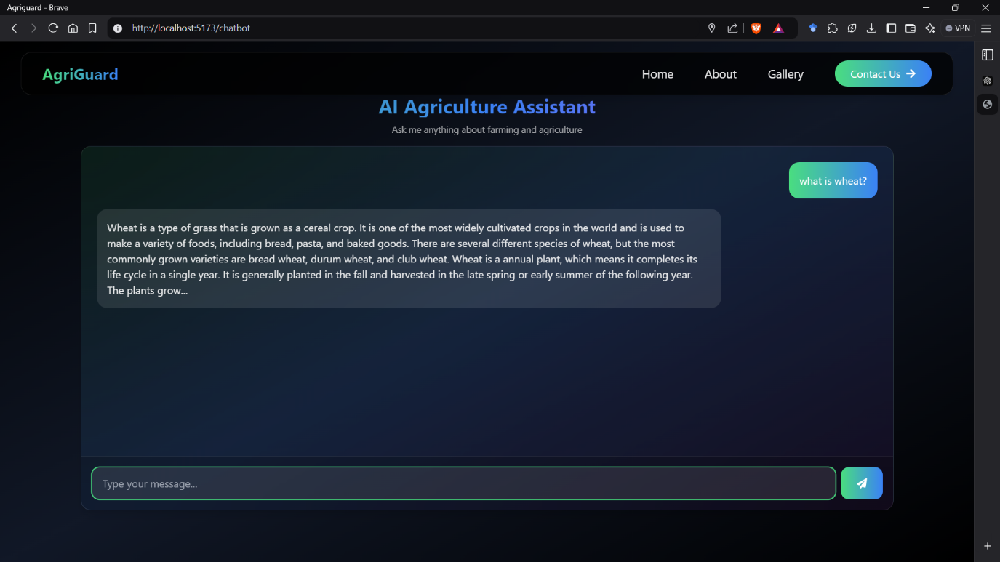 Agriguard - Brave
http://localhost:5173/chatbot
VPN
AgriGuard
Home
About
Gallery
Contact Us →
AI Agriculture Assistant
Ask me anything about farming and agriculture
what is wheat?
Wheat is a type of grass that is grown as a cereal crop. It is one of the most widely cultivated crops in the world and is used to
make a variety of foods, including bread, pasta, and baked goods. There are several different species of wheat, but the most
commonly grown varieties are bread wheat, durum wheat, and club wheat. Wheat is a annual plant, which means it completes its
life cycle in a single year. It is generally planted in the fall and harvested in the late spring or early summer of the following year.
The plants grow...
Type your message...